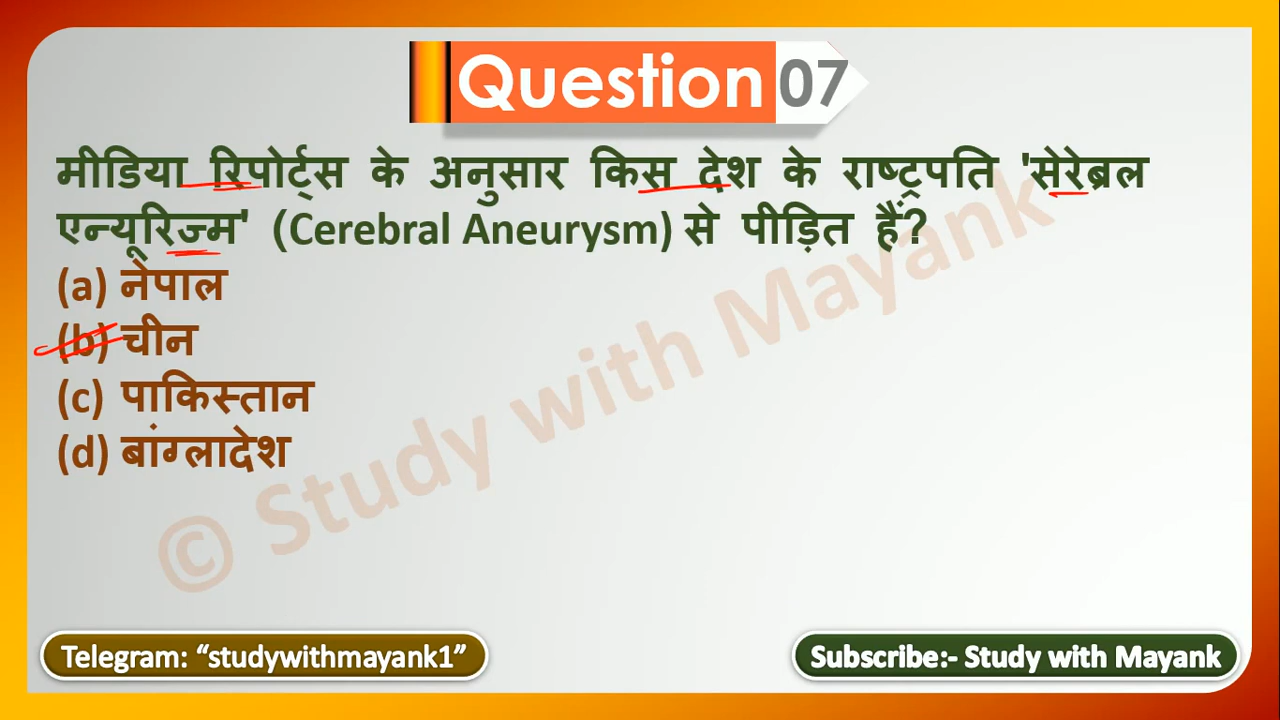 Question 07
मीडिया रिपोर्ट्स के अनुसार किस देश के राष्ट्रपति 'सेरेब्रल
एन्यूरिज्म' (Cerebral Aneurysm) से पीड़ित हैं?
(a) नेपाल
(b) चीन
(c) पाकिस्तान
(d) बांग्लादेश
© Study with Mayank
Telegram: “studywithmayank1”
Subscribe:- Study with Mayank